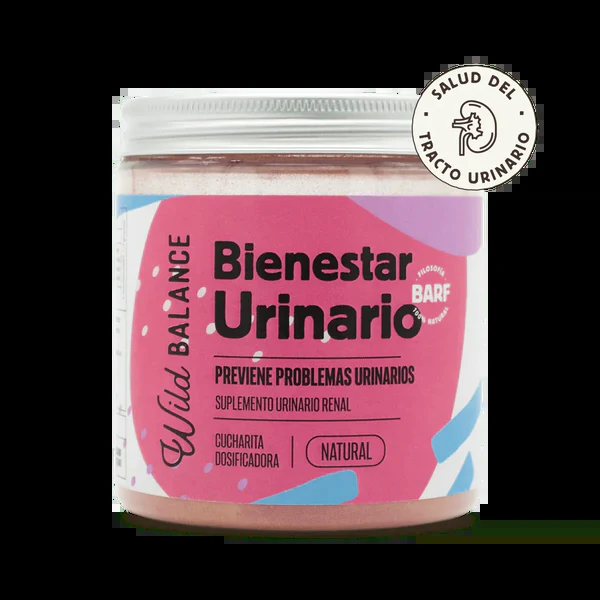 SALUD DEL
TRACTO URINARIO
Wild BALANCE
Bienestar
Urinario
FILOSOFÍA
BARF
100% NATURAL
PREVIENE PROBLEMAS URINARIOS
SUPLEMENTO URINARIO RENAL
CUCHARITA
DOSIFICADORA
NATURAL